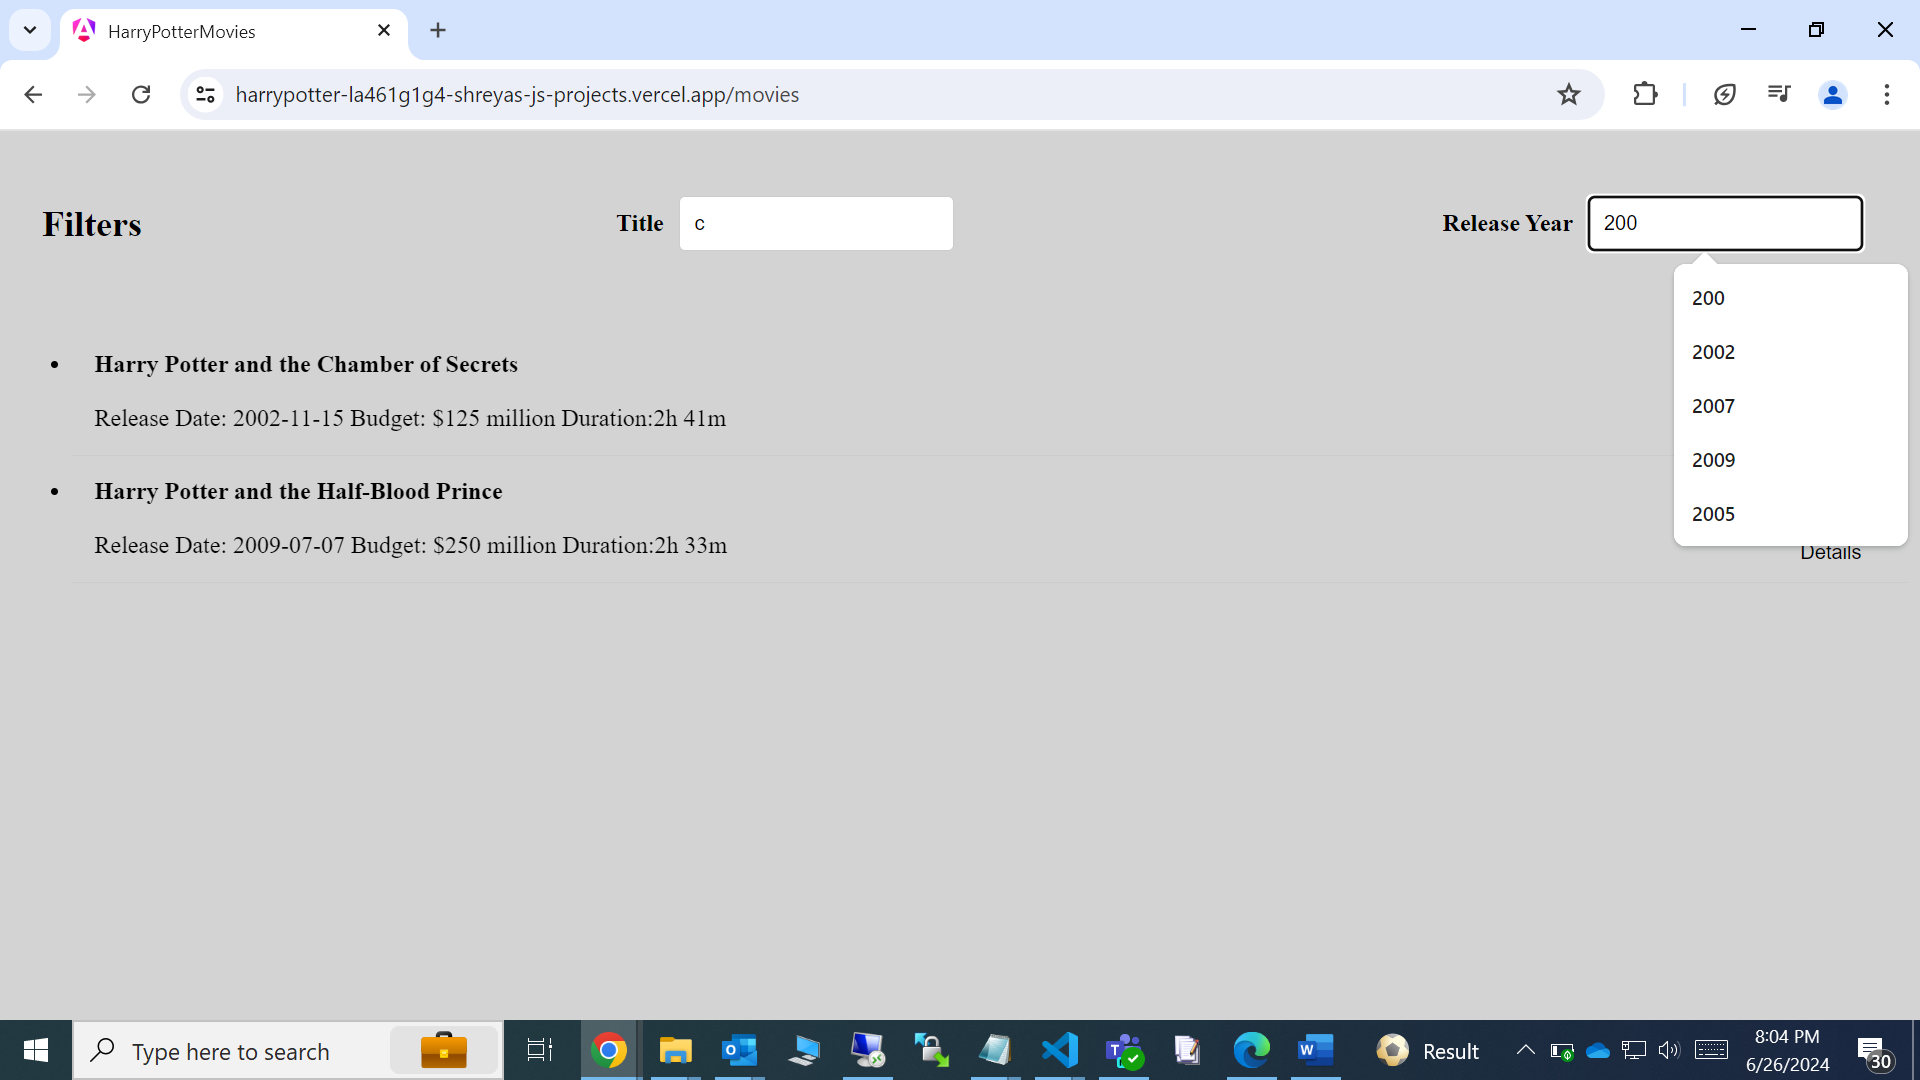 HarryPotterMovies
harrypotter-la461g1g4-shreyas-js-projects.vercel.app/movies
Filters
Title
c
Release Year
200
200
2002
2007
2009
2005
Harry Potter and the Chamber of Secrets
Release Date: 2002-11-15 Budget: $125 million Duration:2h 41m
Harry Potter and the Half-Blood Prince
Release Date: 2009-07-07 Budget: $250 million Duration:2h 33m
Details
Type here to search
Result
8:04 PM
6/26/2024
30